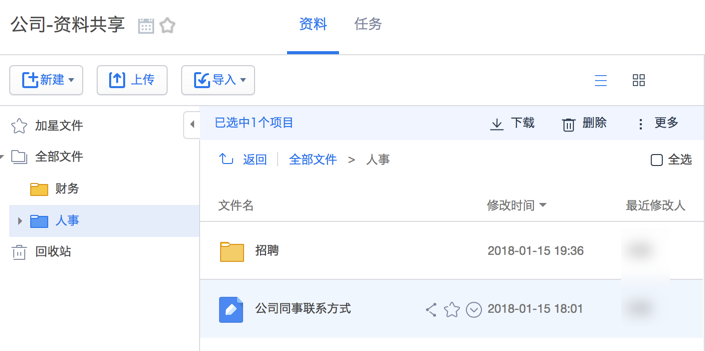 公司-资料共享
资料 任务
新建 上传 导入
加星文件
全部文件
财务
人事
回收站
已选中1个项目 下载 删除 更多
返回 全部文件 > 人事 全选
文件名 修改时间 最近修改人
招聘 2018-01-15 19:36
公司同事联系方式 2018-01-15 18:01